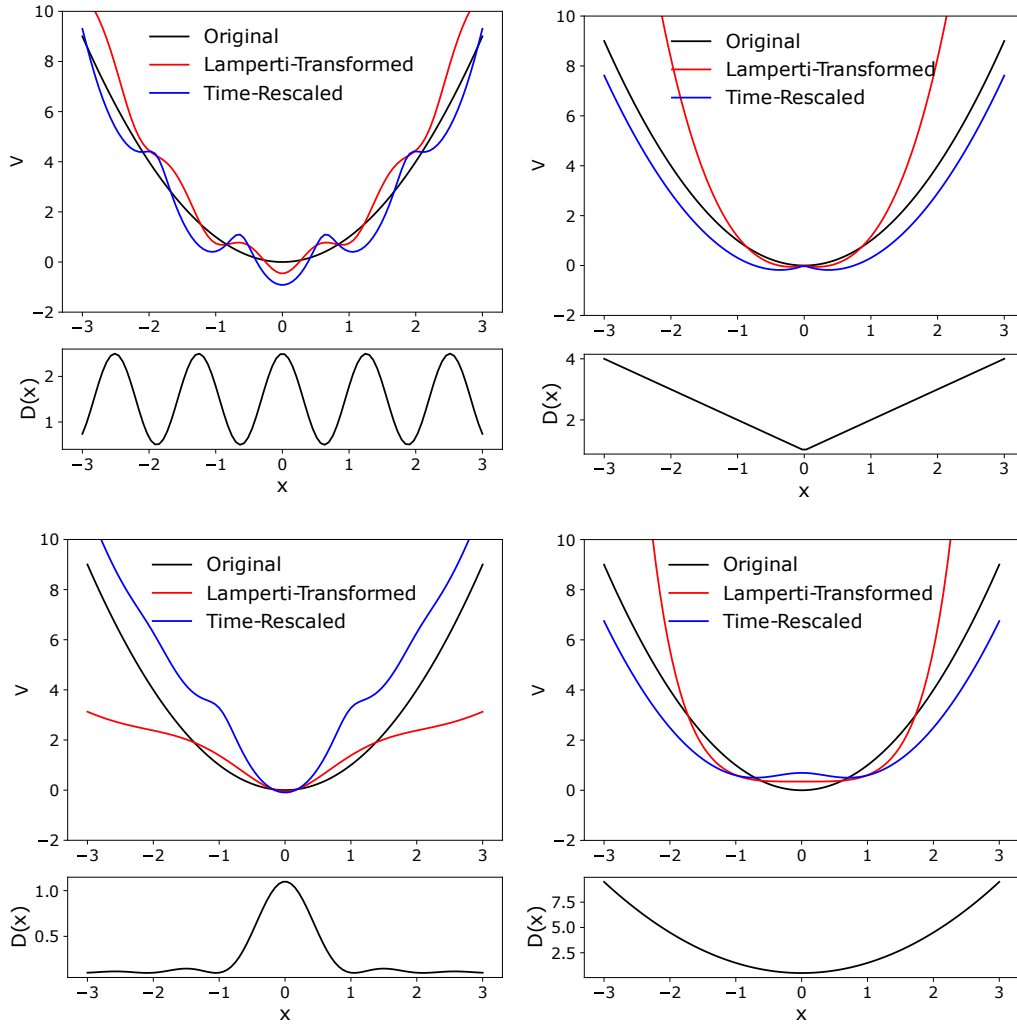 10
8
6
4
2
0
−2
V
Original
Lamperti-Transformed
Time-Rescaled
−3 −2 −1 0 1 2 3
2
1
D(x)
−3 −2 −1 0 1 2 3
x
10
8
6
4
2
0
−2
V
Original
Lamperti-Transformed
Time-Rescaled
−3 −2 −1 0 1 2 3
4
2
D(x)
−3 −2 −1 0 1 2 3
x
10
8
6
4
2
0
−2
V
Original
Lamperti-Transformed
Time-Rescaled
−3 −2 −1 0 1 2 3
1.0
0.5
D(x)
−3 −2 −1 0 1 2 3
x
10
8
6
4
2
0
−2
V
Original
Lamperti-Transformed
Time-Rescaled
−3 −2 −1 0 1 2 3
7.5
5.0
2.5
D(x)
−3 −2 −1 0 1 2 3
x